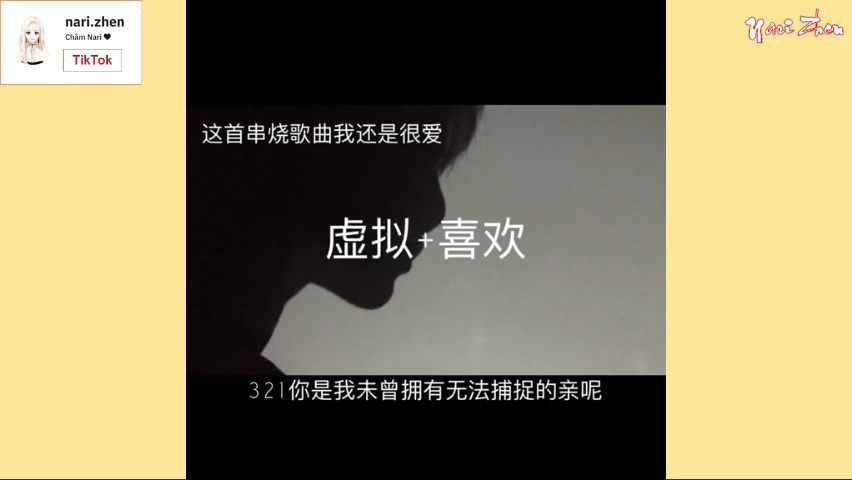 nari.zhen
Châm Nari 🖤
TikTok
Nari Zhen
这首串烧歌曲我还是很爱
虚拟+喜欢
321你是我未曾拥有无法捕捉的亲呢